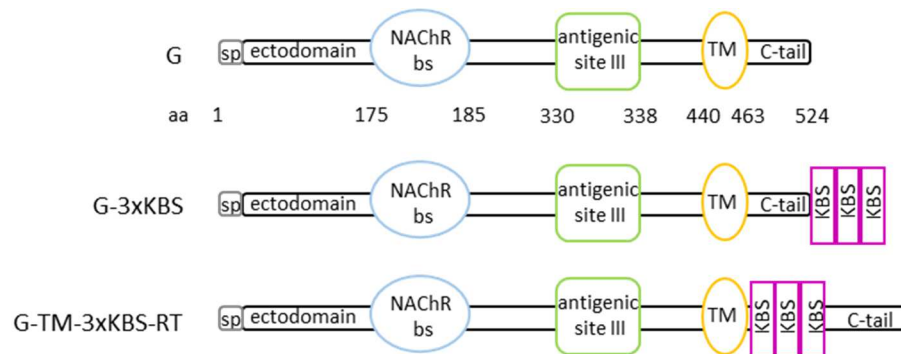 G sp ectodomain NAChR bs antigenic site III TM C-tail
aa 1 175 185 330 338 440 463 524
G-3xKBS sp ectodomain NAChR bs antigenic site III TM C-tail KBS KBS KBS
G-TM-3xKBS-RT sp ectodomain NAChR bs antigenic site III TM KBS KBS KBS C-tail